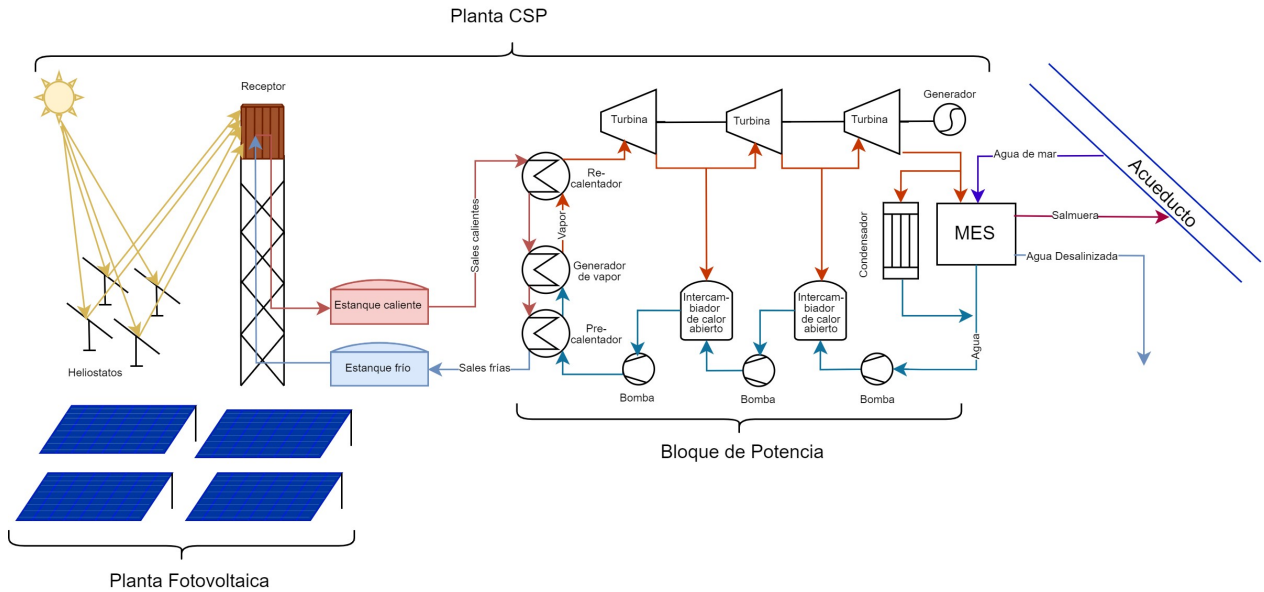 Planta CSP
Receptor
Generador
Turbina
Turbina
Turbina
Agua de mar
Acueducto
Re-
calentador
Sales calientes
Vapor
Condensador
MES
Salmuera
Agua Desalinizada
Generador
de vapor
Estanque caliente
Intercam-
biador
de calor
abierto
Intercam-
biador
de calor
abierto
Pre-
calentador
Agua
Heliostatos
Estanque frío
Sales frías
Bomba
Bomba
Bomba
Bloque de Potencia
Planta Fotovoltaica